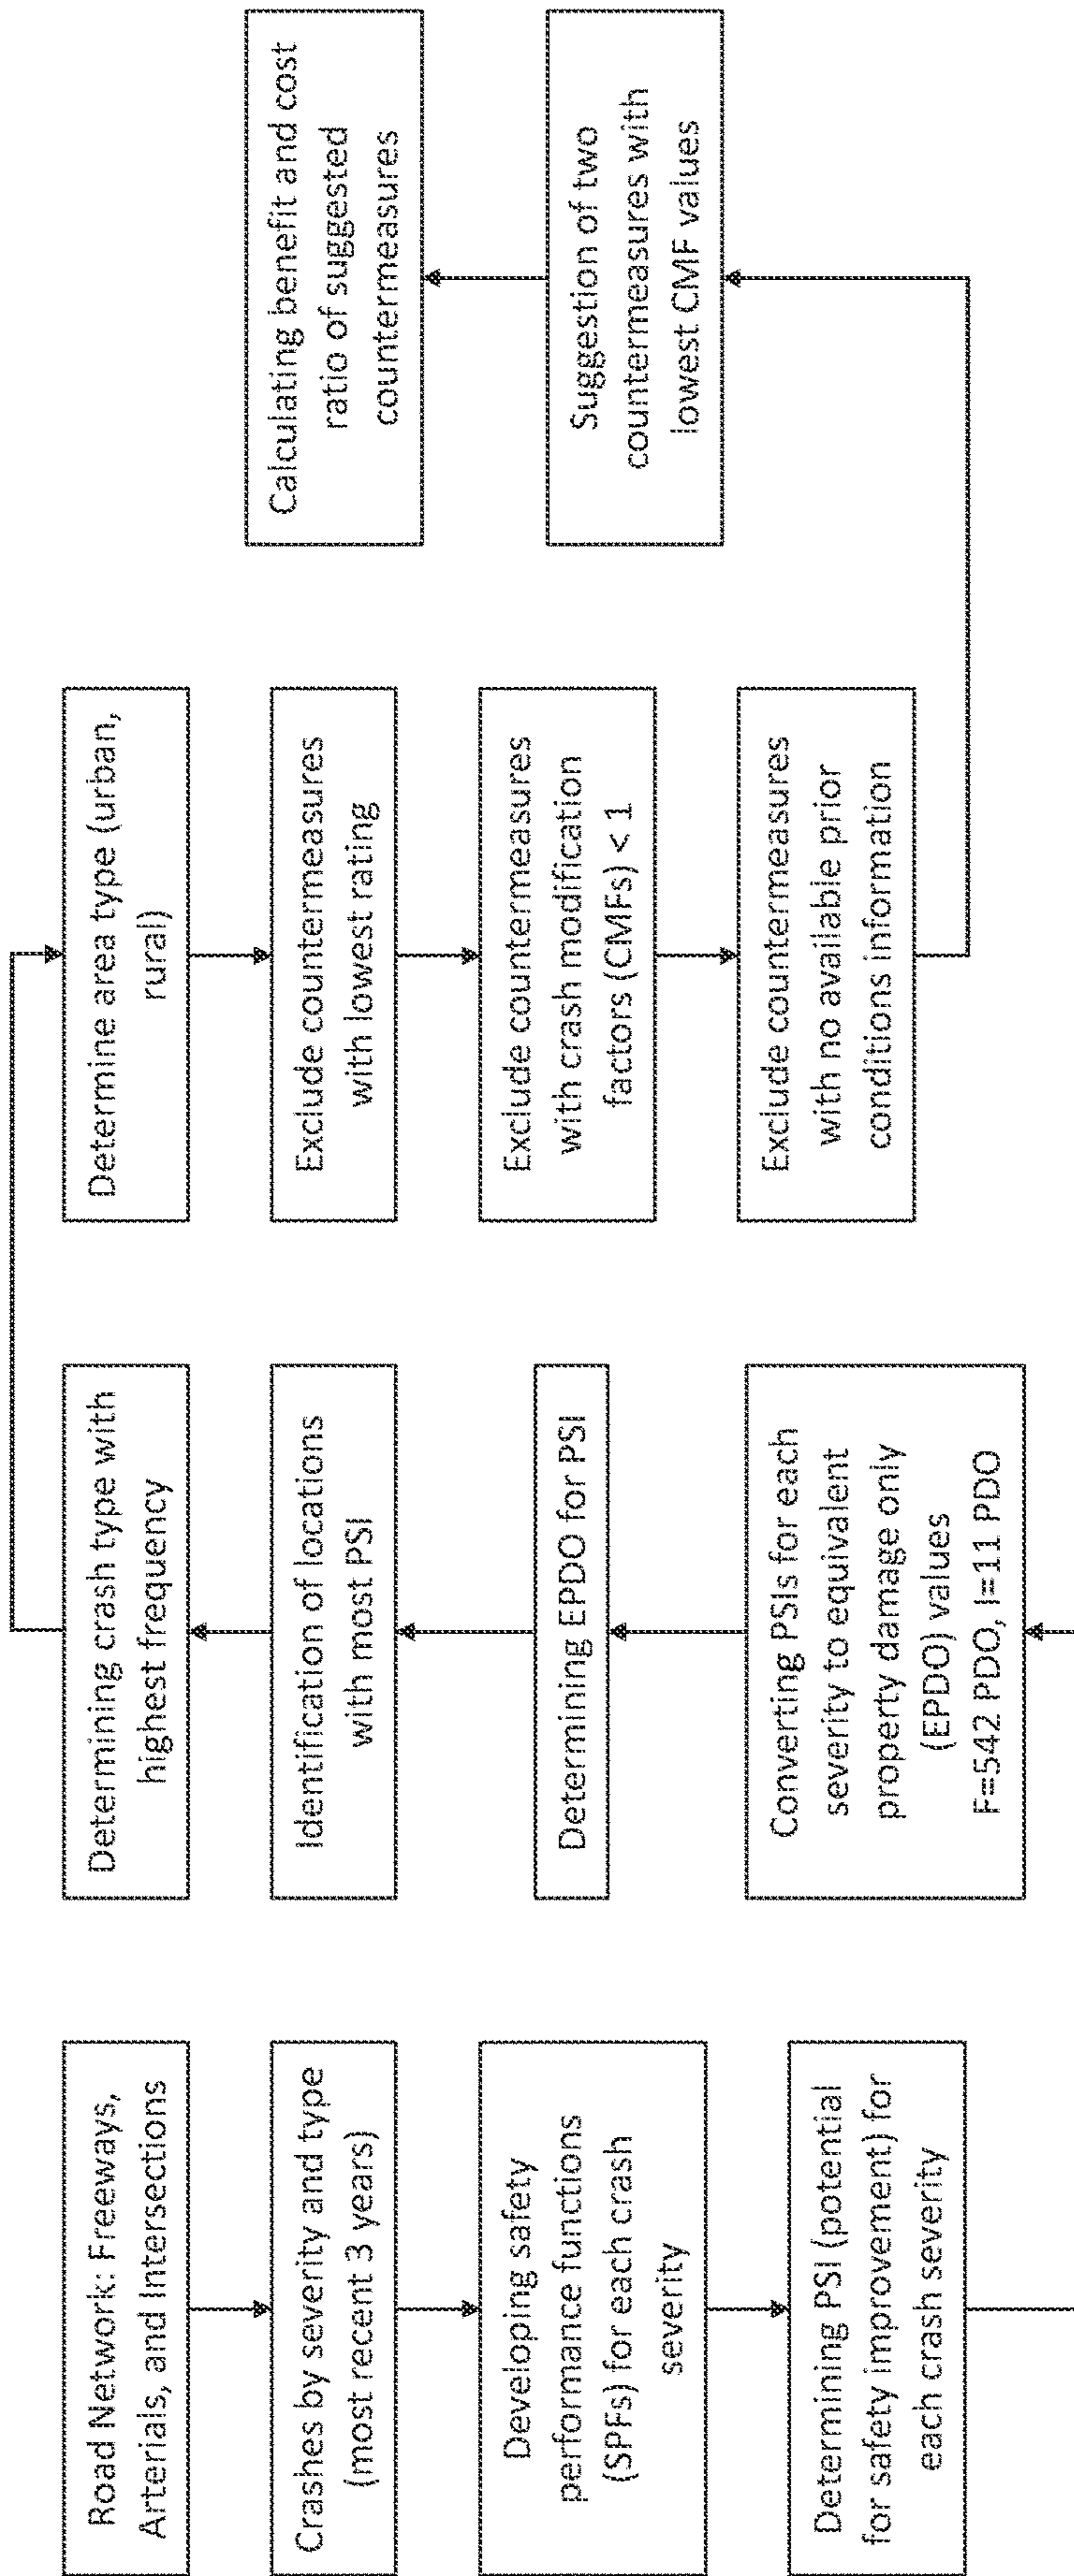 Road Network: Freeways,
Arterials, and Intersections
Crashes by severity and type
(most recent 3 years)
Developing safety
performance functions
(SPFs) for each crash
severity
Determining PSI (potential
for safety improvement) for
each crash severity
Converting PSIs for each
severity to equivalent
property damage only
(EPDO) values
F=542 PDO, I=11 PDO
Determining EPDO for PSI
Identification of locations
with most PSI
Determining crash type with
highest frequency
Determine area type (urban,
rural)
Exclude countermeasures
with lowest rating
Exclude countermeasures
with crash modification
factors (CMFs) < 1
Exclude countermeasures
with no available prior
conditions information
Suggestion of two
countermeasures with
lowest CMF values
Calculating benefit and cost
ratio of suggested
countermeasures